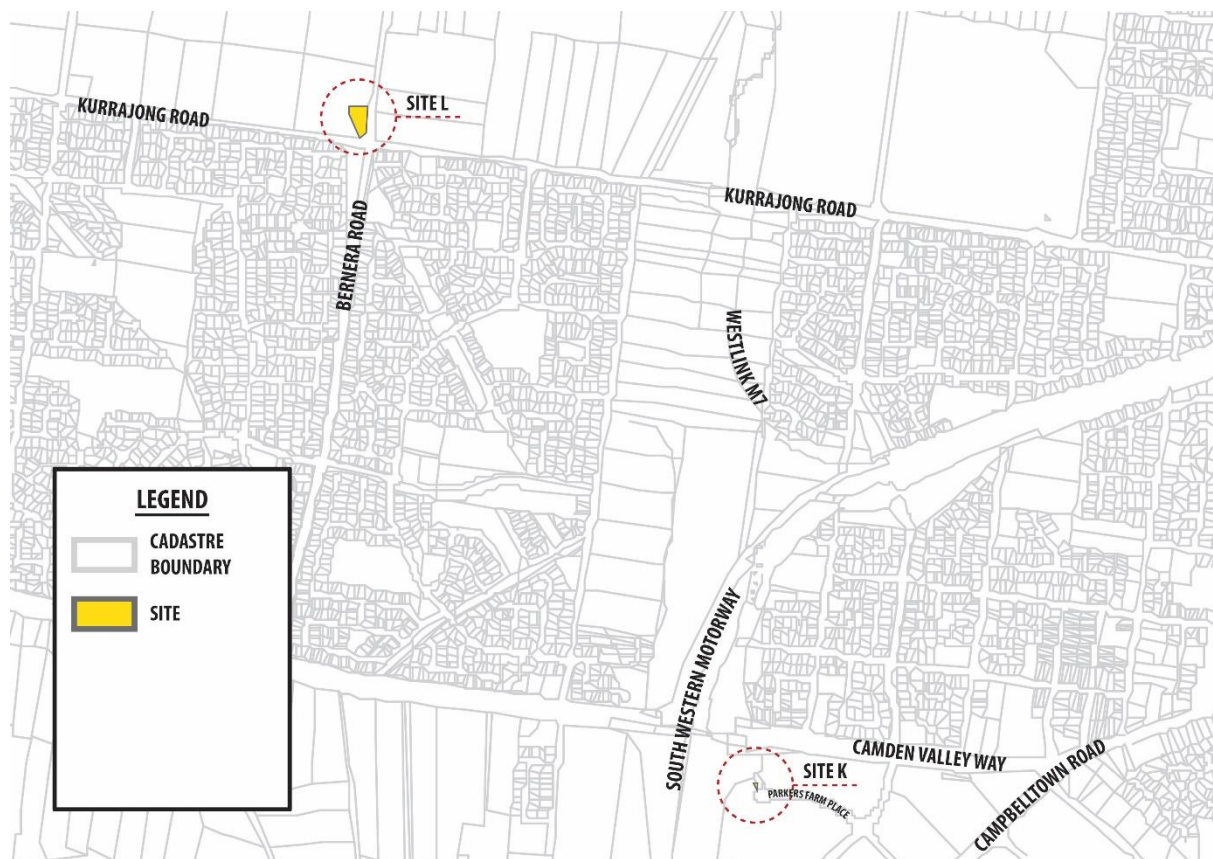 KURRAJONG ROAD
SITE L
KURRAJONG ROAD
BERNERA ROAD
WESTLINK M7
LEGEND
CADASTRE
BOUNDARY
SITE
SOUTH WESTERN MOTORWAY
CAMDEN VALLEY WAY
SITE K
PARKERS FARM PLACE
CAMPBELLTOWN ROAD